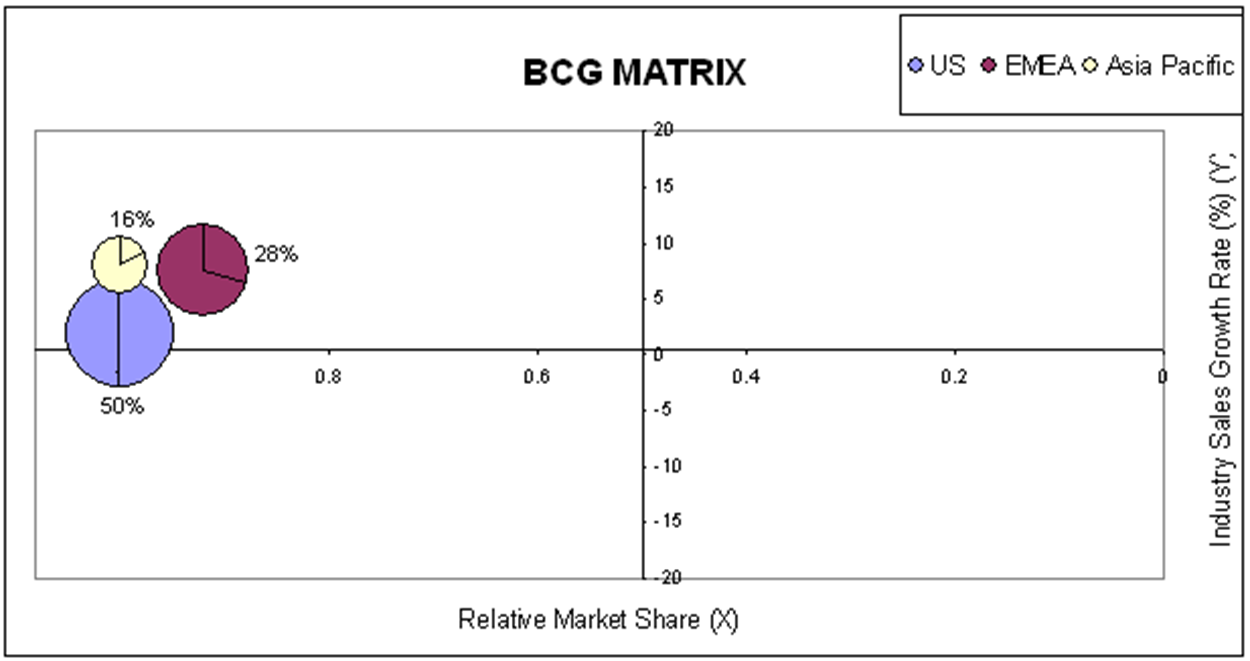 BCG MATRIX
US EMEA Asia Pacific
20
15
10
5
0
-5
-10
-15
-20
16%
28%
50%
0.8 0.6 0.4 0.2 0
Industry Sales Growth Rate (%) (Y)
Relative Market Share (X)